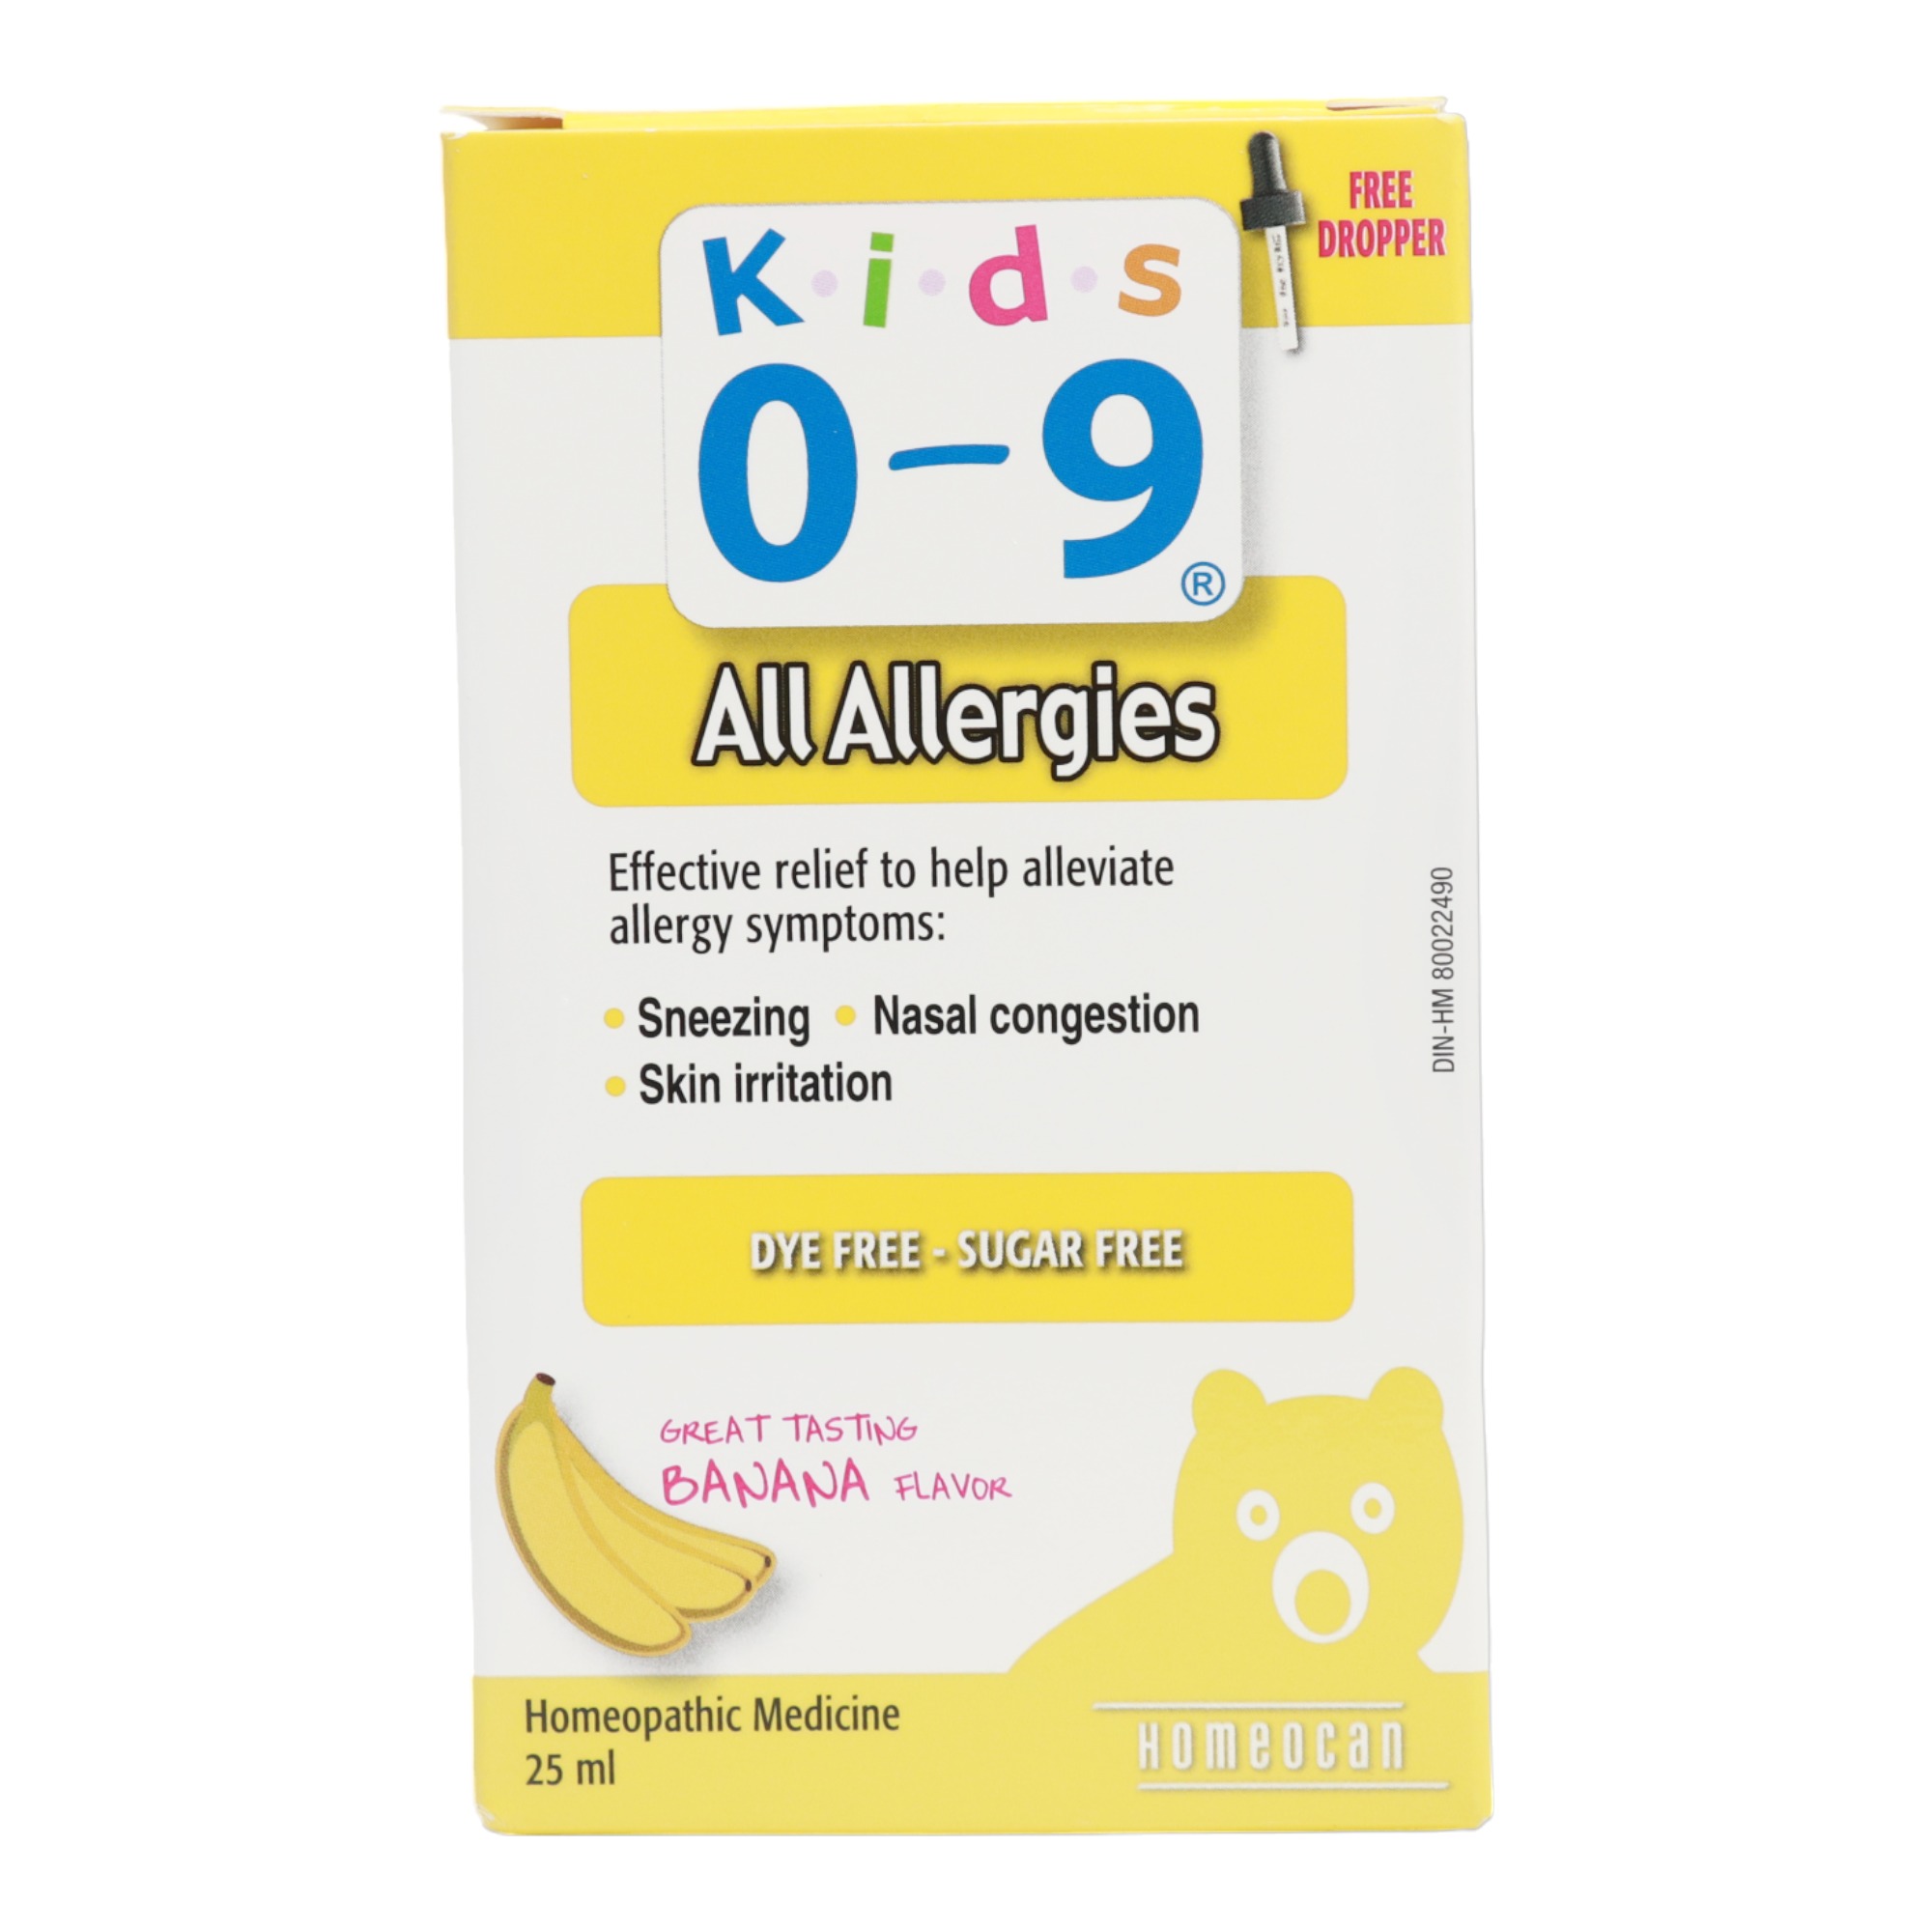 FREE
DROPPER
K·i·d·s
0-9®
All Allergies
Effective relief to help alleviate
allergy symptoms:
• Sneezing • Nasal congestion
• Skin irritation
DIN-HM 80022490
DYE FREE - SUGAR FREE
GREAT TASTING
BANANA FLAVOR
Homeopathic Medicine
25 ml
HOMEOCAN